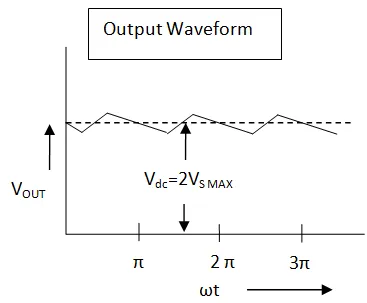 Output Waveform
V_OUT
V_dc=2V_S MAX
π
2 π
3π
ωt